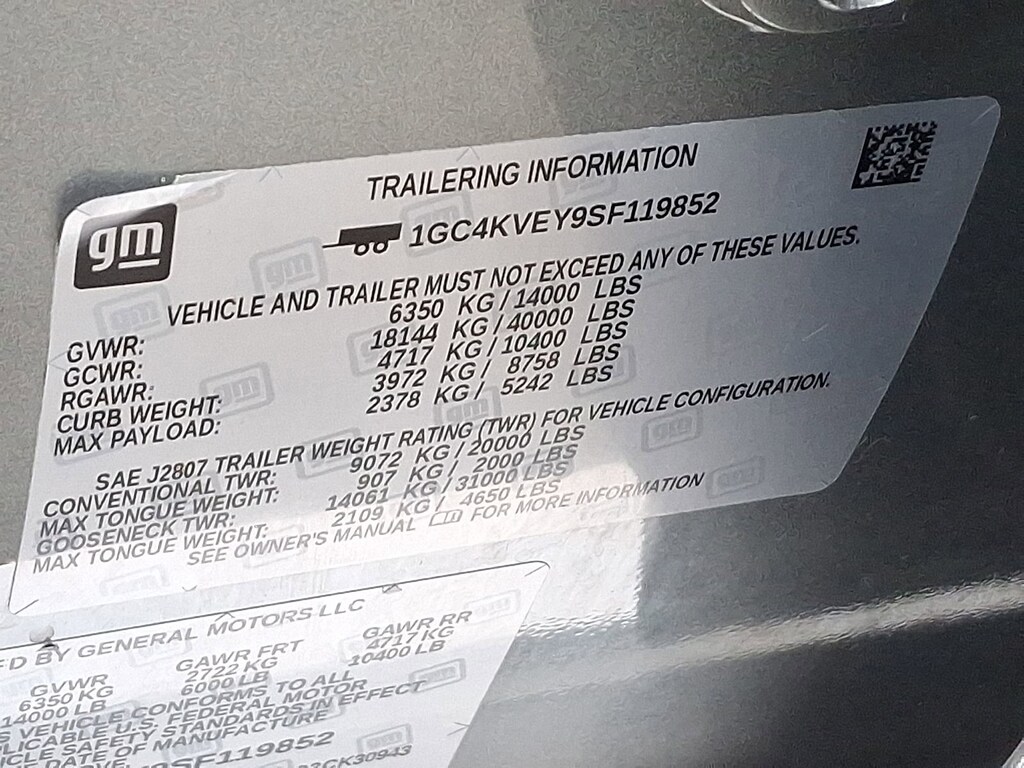 TRAILERING INFORMATION
gm
1GC4KVEY9SF119852
VEHICLE AND TRAILER MUST NOT EXCEED ANY OF THESE VALUES.
GVWR: 6350 KG / 14000 LBS
GCWR: 18144 KG / 40000 LBS
RGAWR: 4717 KG / 10400 LBS
CURB WEIGHT: 3972 KG / 8758 LBS
MAX PAYLOAD: 2378 KG / 5242 LBS
SAE J2807 TRAILER WEIGHT RATING (TWR) FOR VEHICLE CONFIGURATION.
CONVENTIONAL TWR: 9072 KG / 20000 LBS
MAX TONGUE WEIGHT: 907 KG / 2000 LBS
GOOSENECK TWR: 14061 KG / 31000 LBS
MAX TONGUE WEIGHT: 2109 KG / 4650 LBS
SEE OWNER'S MANUAL FOR MORE INFORMATION
FD BY GENERAL MOTORS LLC
GVWR GAWR FRT GAWR RR
6350 KG 2722 KG 4717 KG
14000 LB 6000 LB 10400 LB
S VEHICLE CONFORMS TO ALL
PLICABLE U.S. FEDERAL MOTOR
ICLE SAFETY STANDARDS IN EFFECT
DATE OF MANUFACTURE
9SF119852
CK30943